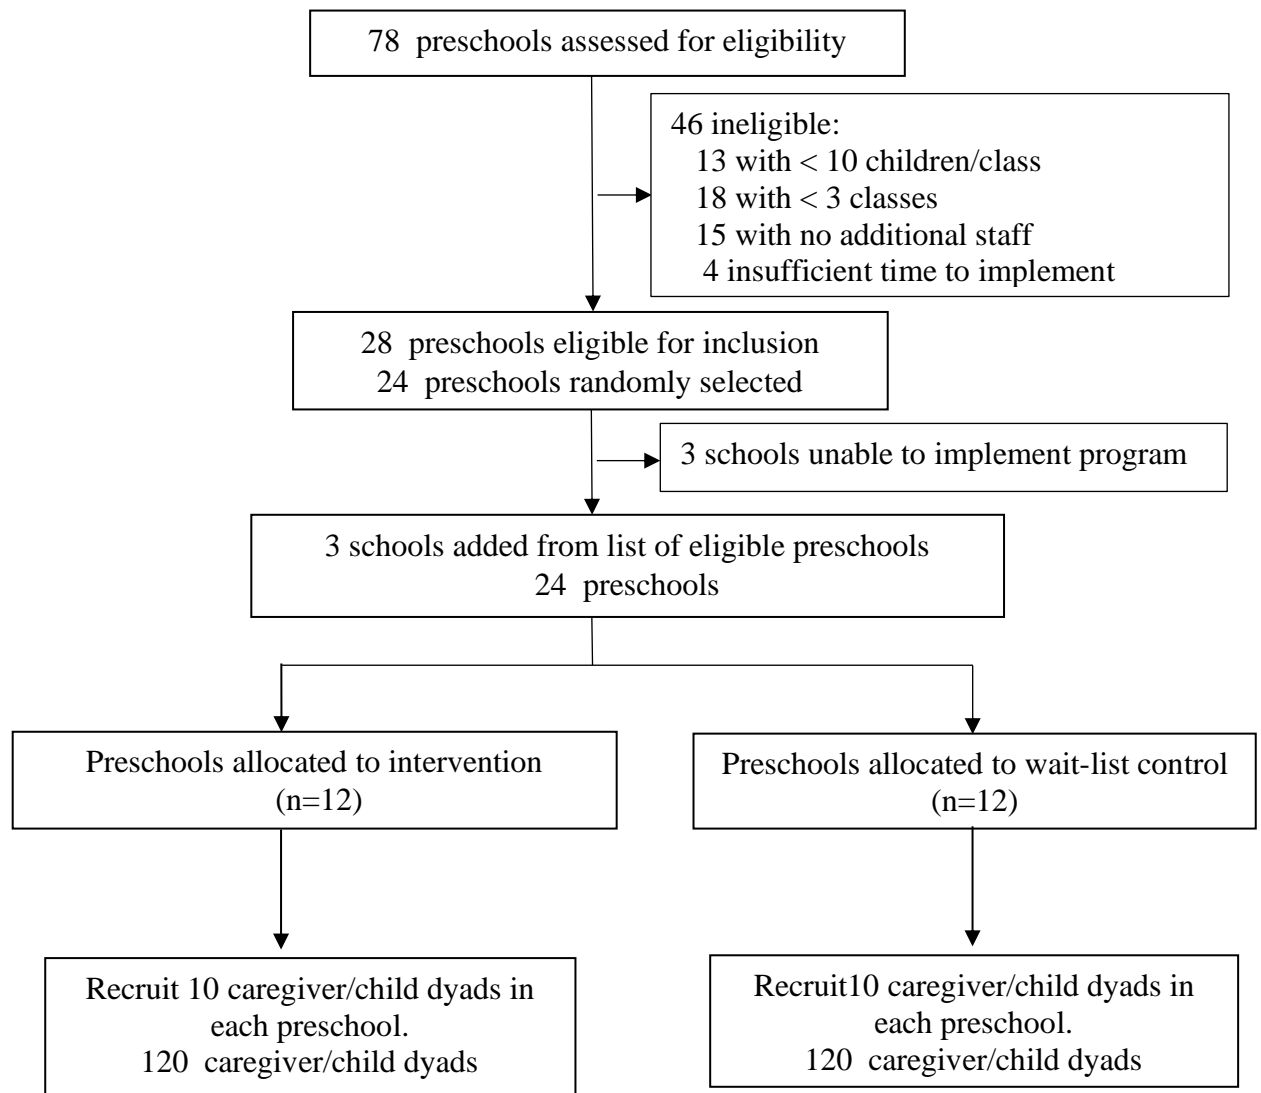 78 preschools assessed for eligibility
46 ineligible:
13 with < 10 children/class
18 with < 3 classes
15 with no additional staff
4 insufficient time to implement
28 preschools eligible for inclusion
24 preschools randomly selected
3 schools unable to implement program
3 schools added from list of eligible preschools
24 preschools
Preschools allocated to intervention
(n=12)
Preschools allocated to wait-list control
(n=12)
Recruit 10 caregiver/child dyads in
each preschool.
120 caregiver/child dyads
Recruit10 caregiver/child dyads in
each preschool.
120 caregiver/child dyads